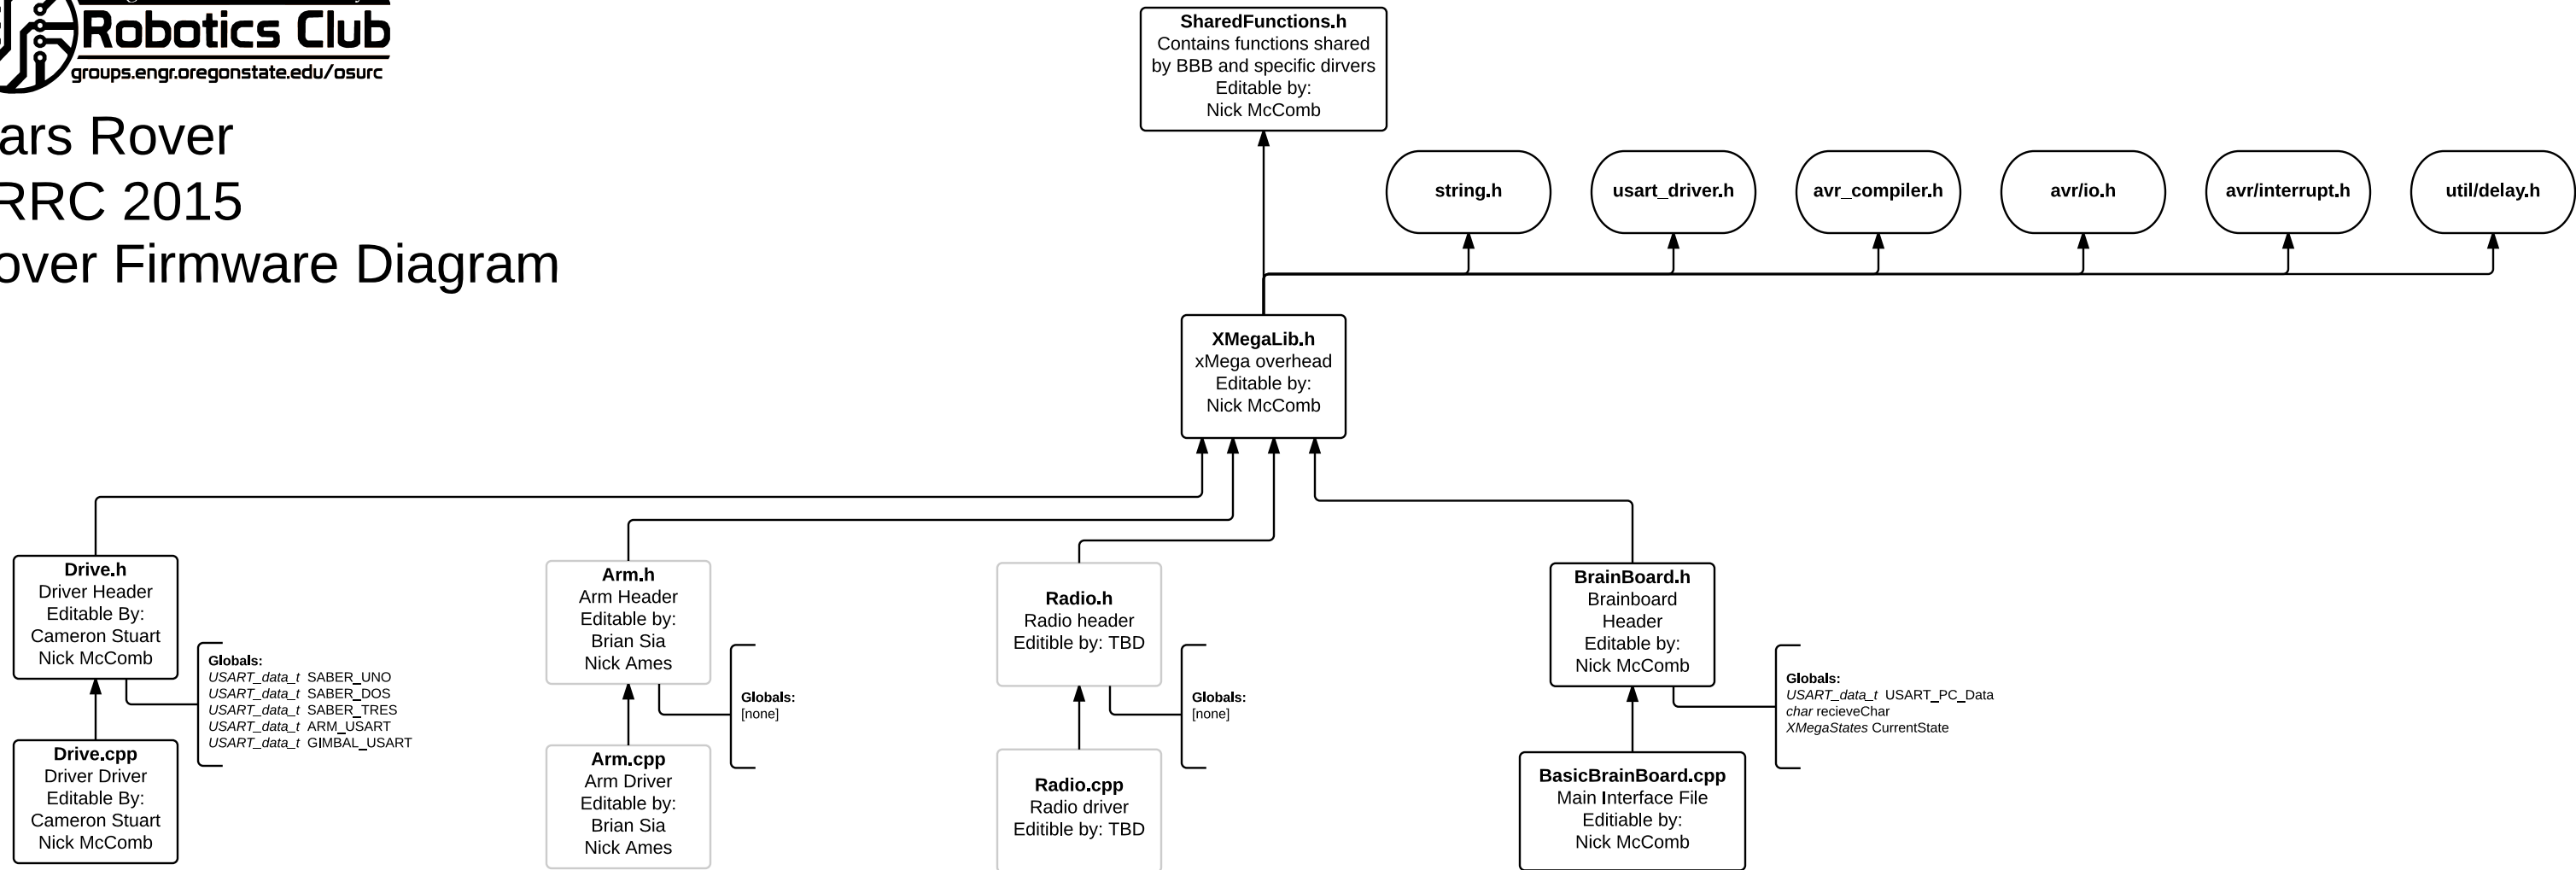 Robotics Club
groups.engr.oregonstate.edu/osurc
ars Rover
RRC 2015
over Firmware Diagram
SharedFunctions.h
Contains functions shared
by BBB and specific dirvers
Editable by:
Nick McComb
string.h
usart_driver.h
avr_compiler.h
avr/io.h
avr/interrupt.h
util/delay.h
XMegaLib.h
xMega overhead
Editable by:
Nick McComb
Drive.h
Driver Header
Editable By:
Cameron Stuart
Nick McComb
Globals:
USART_data_t SABER_UNO
USART_data_t SABER_DOS
USART_data_t SABER_TRES
USART_data_t ARM_USART
USART_data_t GIMBAL_USART
Drive.cpp
Driver Driver
Editable By:
Cameron Stuart
Nick McComb
Arm.h
Arm Header
Editable by:
Brian Sia
Nick Ames
Globals:
[none]
Arm.cpp
Arm Driver
Editable by:
Brian Sia
Nick Ames
Radio.h
Radio header
Editible by: TBD
Globals:
[none]
Radio.cpp
Radio driver
Editible by: TBD
BrainBoard.h
Brainboard
Header
Editable by:
Nick McComb
Globals:
USART_data_t USART_PC_Data
char recieveChar
XMegaStates CurrentState
BasicBrainBoard.cpp
Main Interface File
Editiable by:
Nick McComb